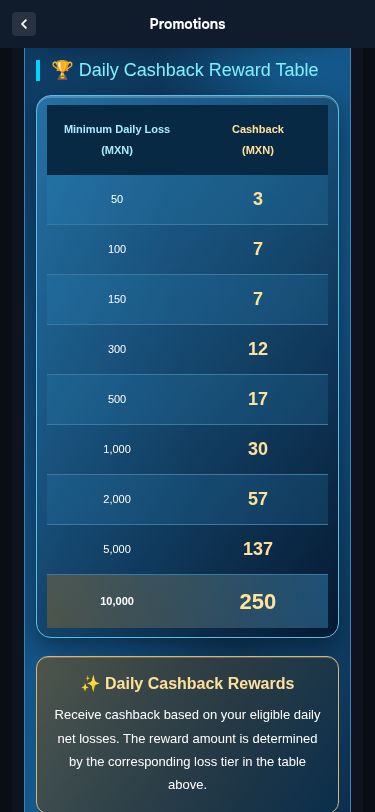 Promotions
🏆 Daily Cashback Reward Table
Minimum Daily Loss (MXN) Cashback (MXN)
50 3
100 7
150 7
300 12
500 17
1,000 30
2,000 57
5,000 137
10,000 250
✨ Daily Cashback Rewards
Receive cashback based on your eligible daily
net losses. The reward amount is determined
by the corresponding loss tier in the table
above.